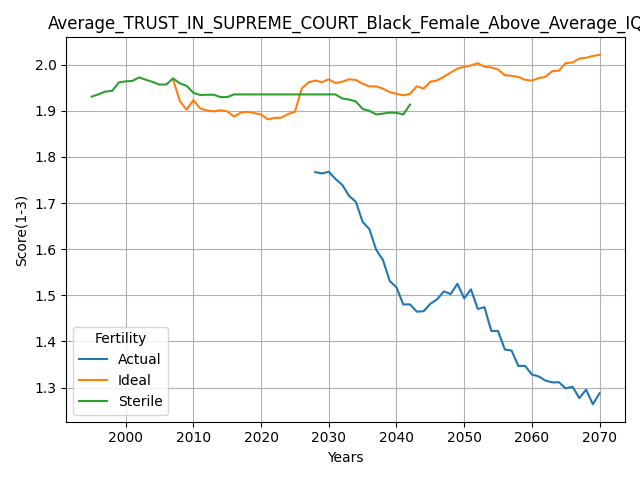 Average_TRUST_IN_SUPREME_COURT_Black_Female_Above_Average_IQ
2.0
1.9
1.8
1.7
1.6
1.5
1.4
1.3
Score(1-3)
Fertility
Actual
Ideal
Sterile
2000 2010 2020 2030 2040 2050 2060 2070
Years